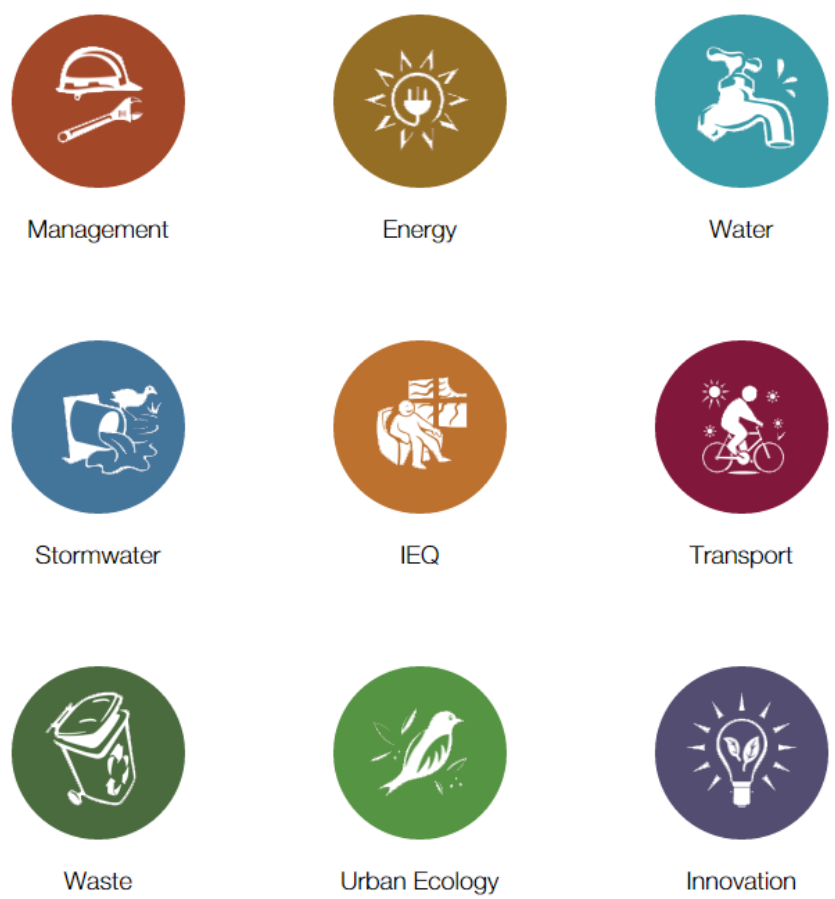 Management
Energy
Water
Stormwater
IEQ
Transport
Waste
Urban Ecology
Innovation